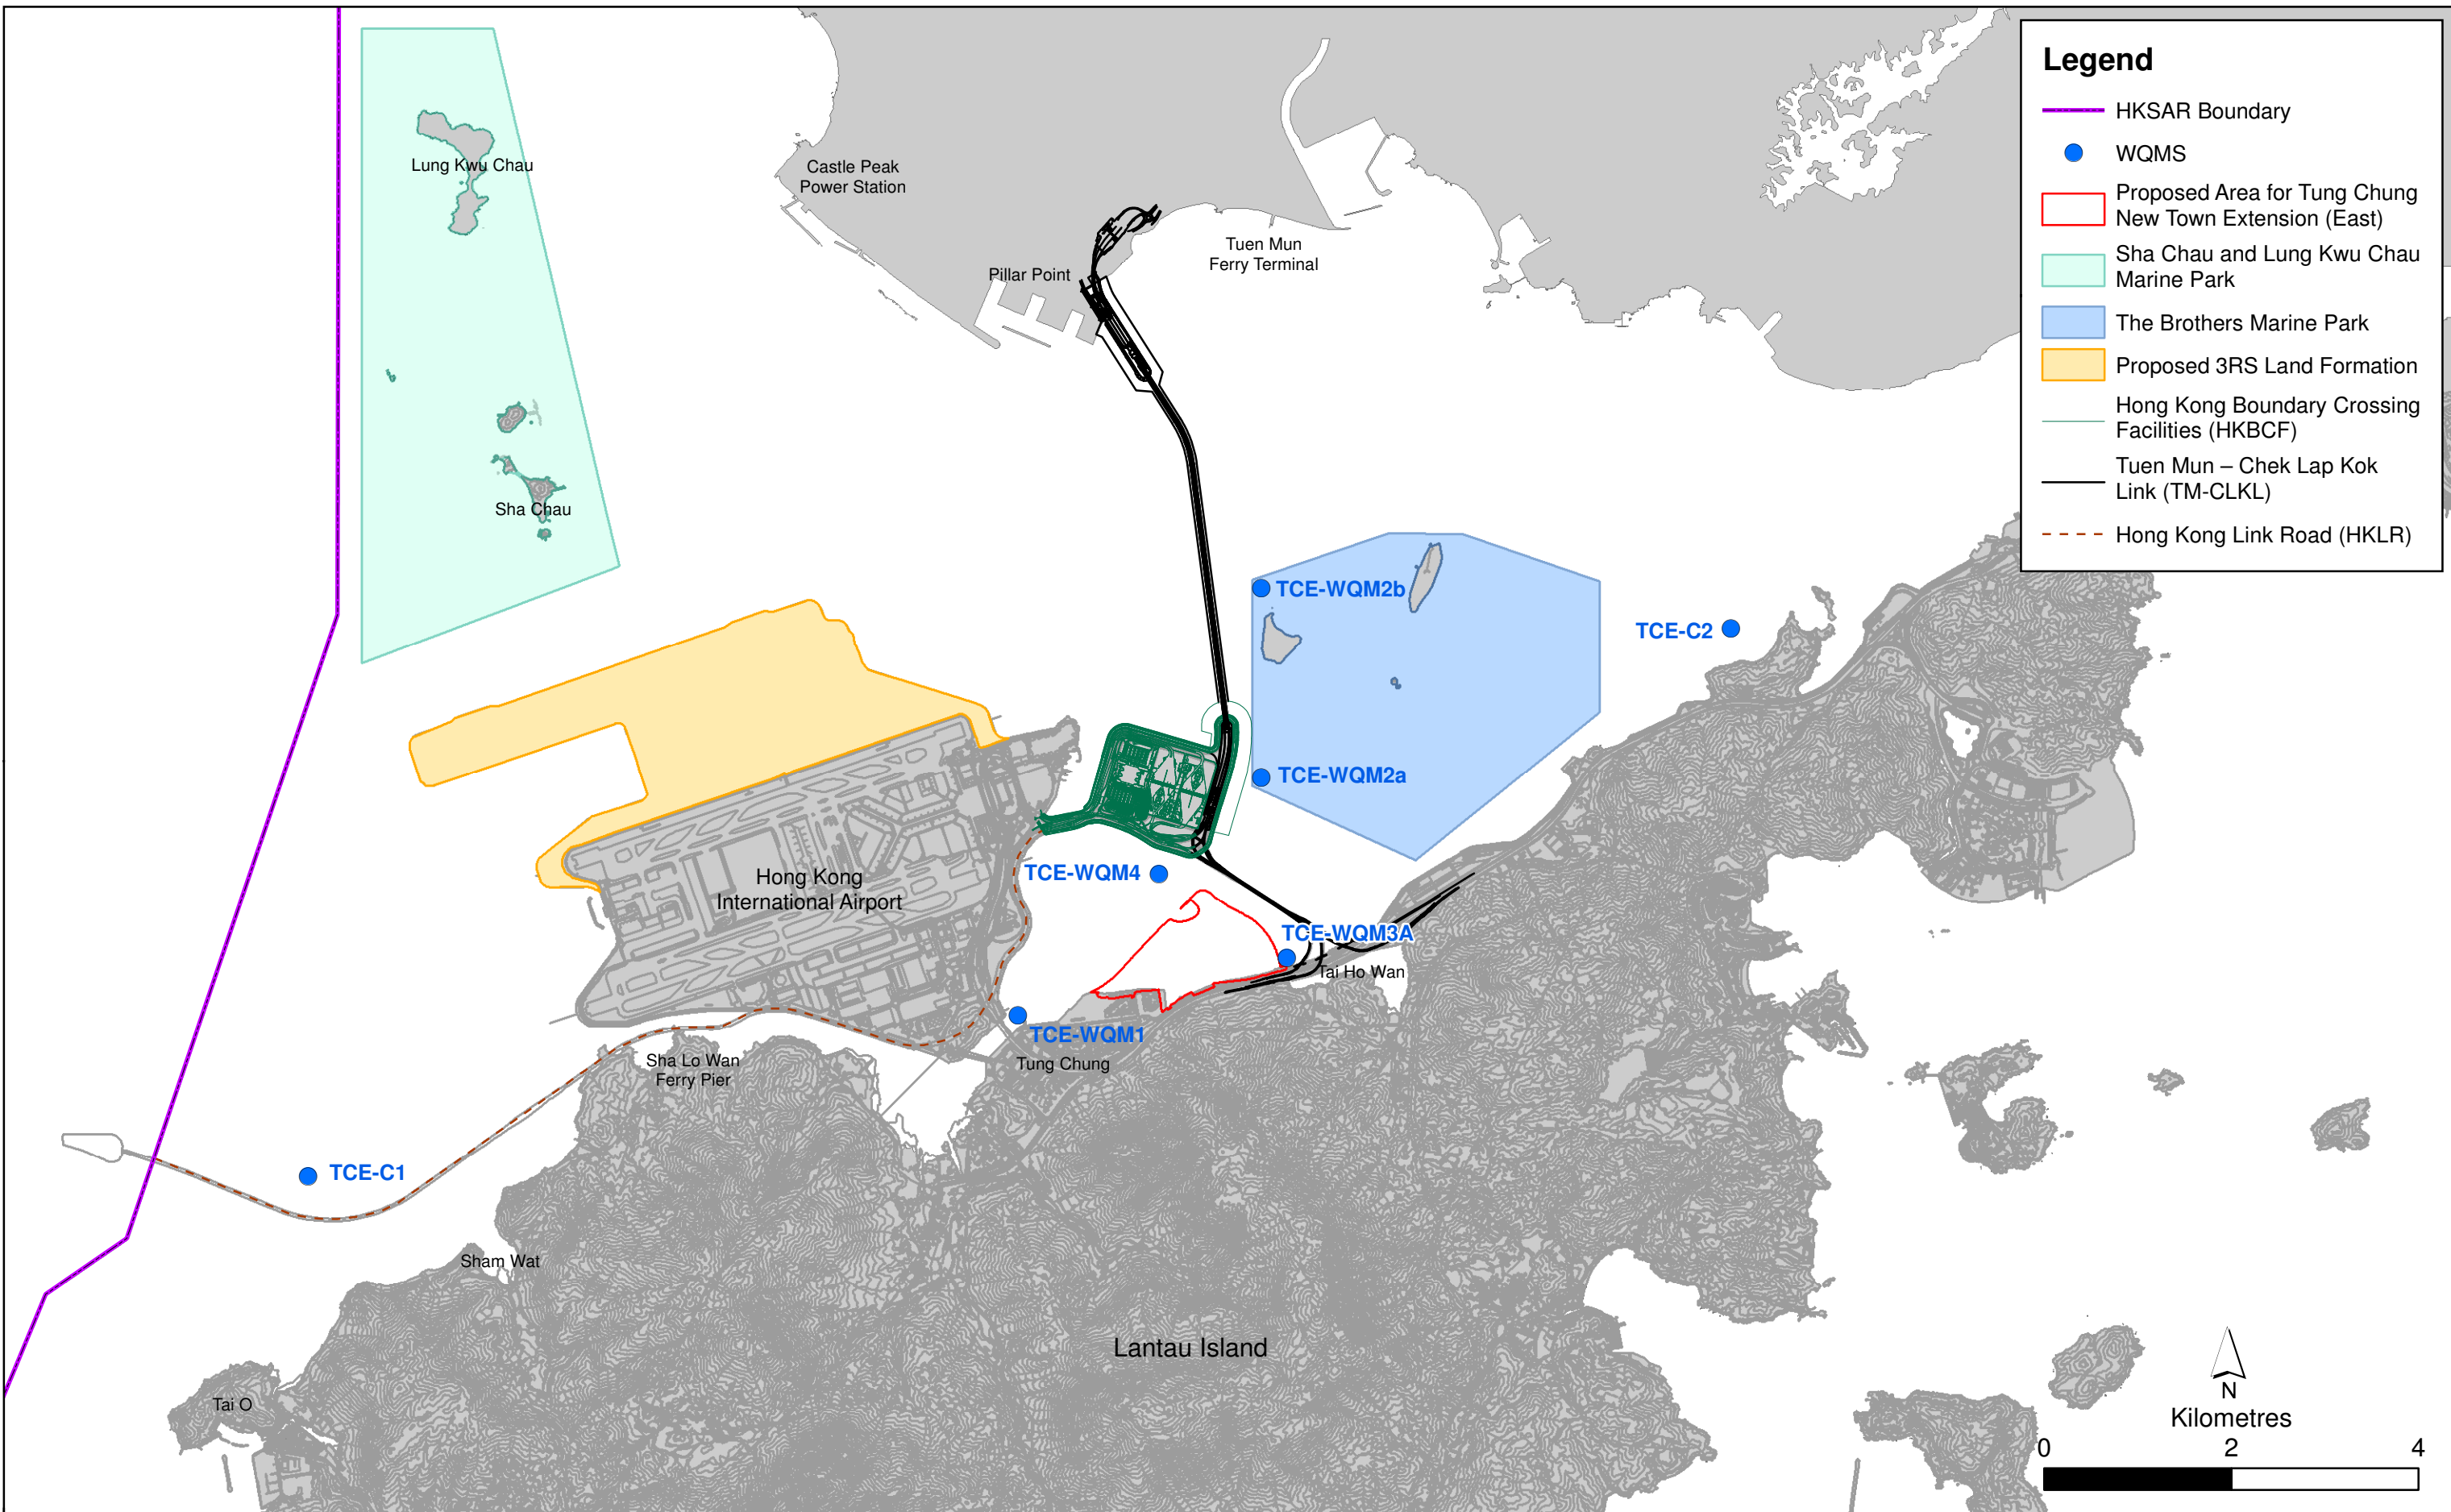 Legend
HKSAR Boundary
WQMS
Proposed Area for Tung Chung
New Town Extension (East)
Sha Chau and Lung Kwu Chau
Marine Park
The Brothers Marine Park
Proposed 3RS Land Formation
Hong Kong Boundary Crossing
Facilities (HKBCF)
Tuen Mun – Chek Lap Kok
Link (TM-CLKL)
Hong Kong Link Road (HKLR)
Lung Kwu Chau
Castle Peak
Power Station
Tuen Mun
Ferry Terminal
Pillar Point
Sha Chau
TCE-WQM2b
TCE-C2
TCE-WQM2a
TCE-WQM4
Hong Kong
International Airport
TCE-WQM3A
Tai Ho Wan
TCE-WQM1
Tung Chung
Sha Lo Wan
Ferry Pier
TCE-C1
Sham Wat
Lantau Island
Tai O
N
Kilometres
0 2 4